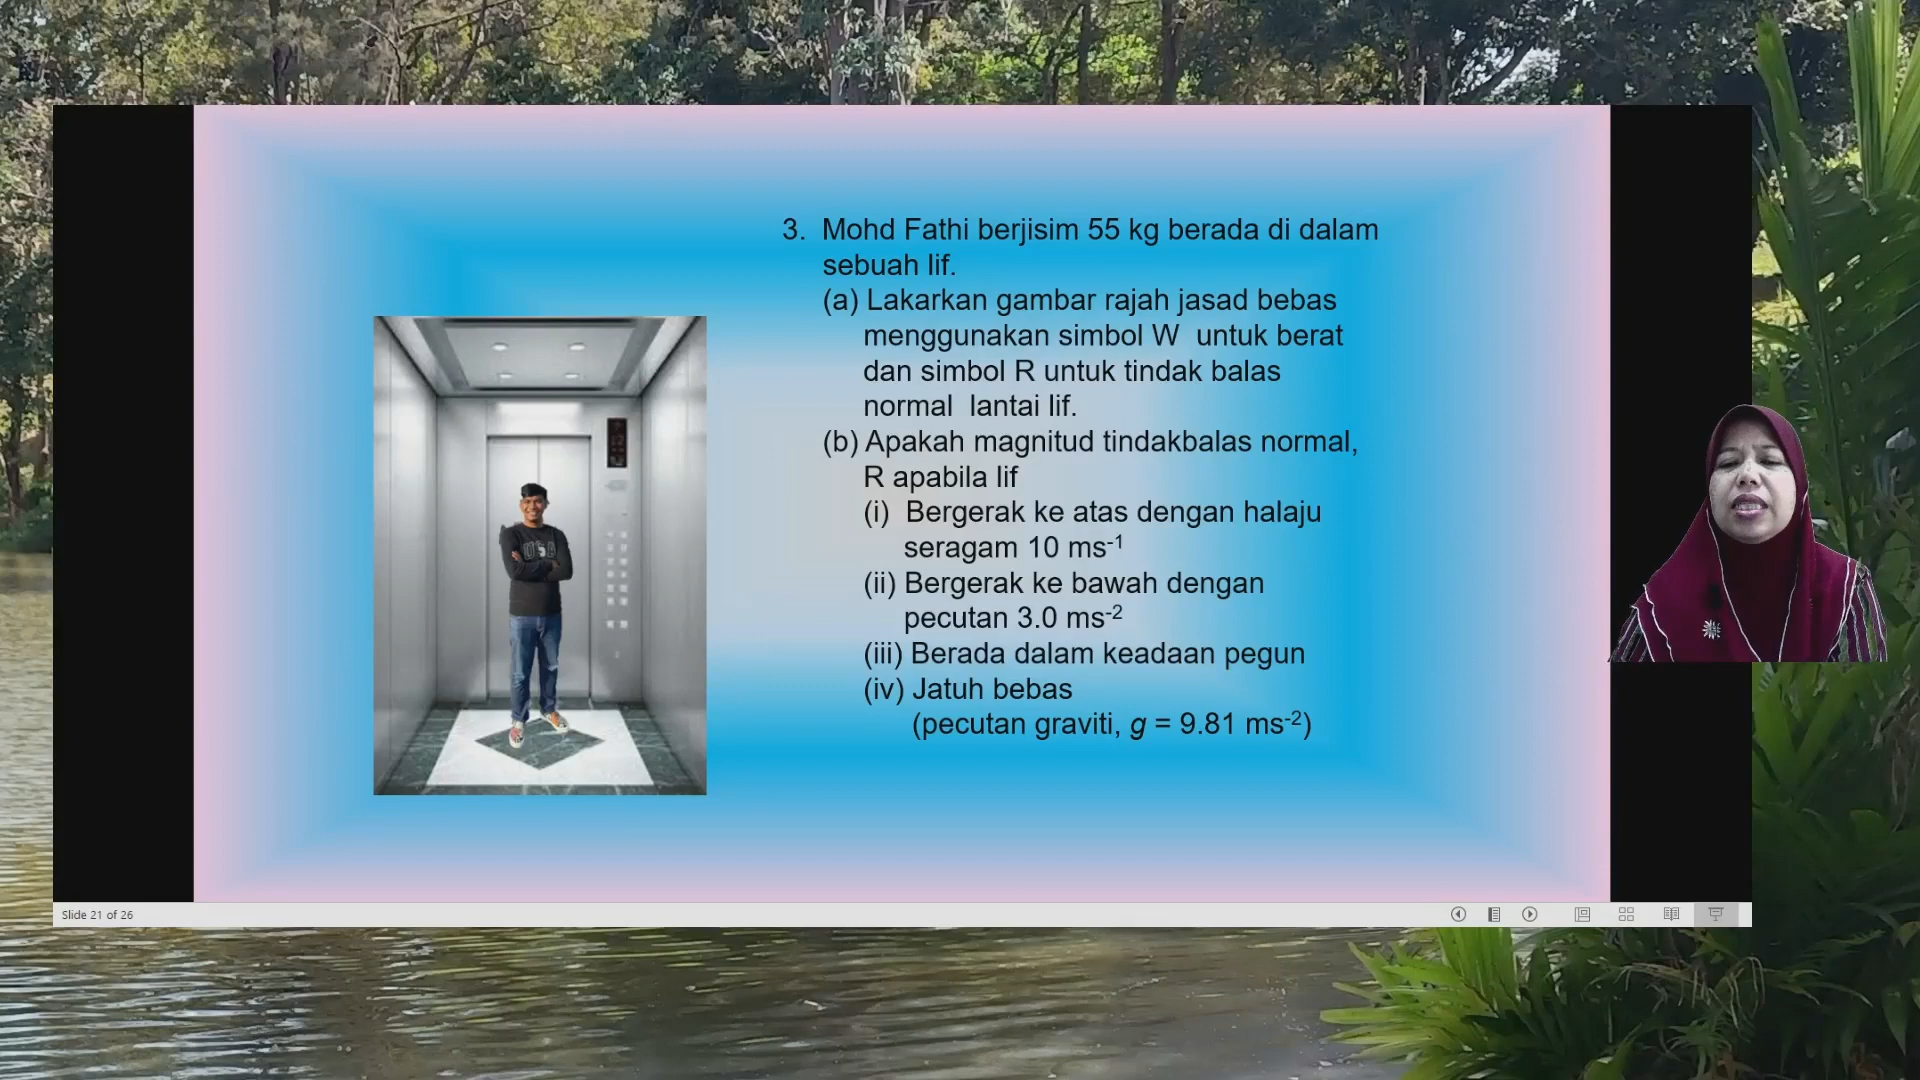 3. Mohd Fathi berjisim 55 kg berada di dalam
sebuah lif.
(a) Lakarkan gambar rajah jasad bebas
menggunakan simbol W untuk berat
dan simbol R untuk tindak balas
normal lantai lif.
(b) Apakah magnitud tindakbalas normal,
R apabila lif
(i) Bergerak ke atas dengan halaju
seragam 10 ms⁻¹
(ii) Bergerak ke bawah dengan
pecutan 3.0 ms⁻²
(iii) Berada dalam keadaan pegun
(iv) Jatuh bebas
(pecutan graviti, g = 9.81 ms⁻²)
USA
Slide 21 of 26